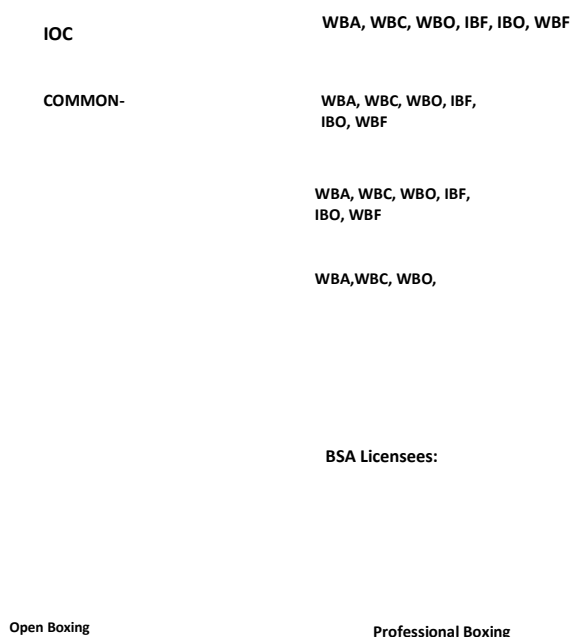 IOC
WBA, WBC, WBO, IBF, IBO, WBF
COMMON-
WBA, WBC, WBO, IBF,
IBO, WBF
WBA, WBC, WBO, IBF,
IBO, WBF
WBA,WBC, WBO,
BSA Licensees:
Open Boxing
Professional Boxing